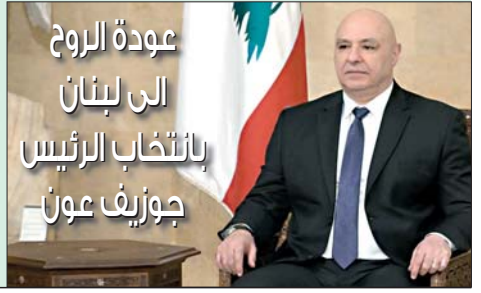 عودة الروح
الى لبنان
بانتخاب الرئيس
جوزيف عون